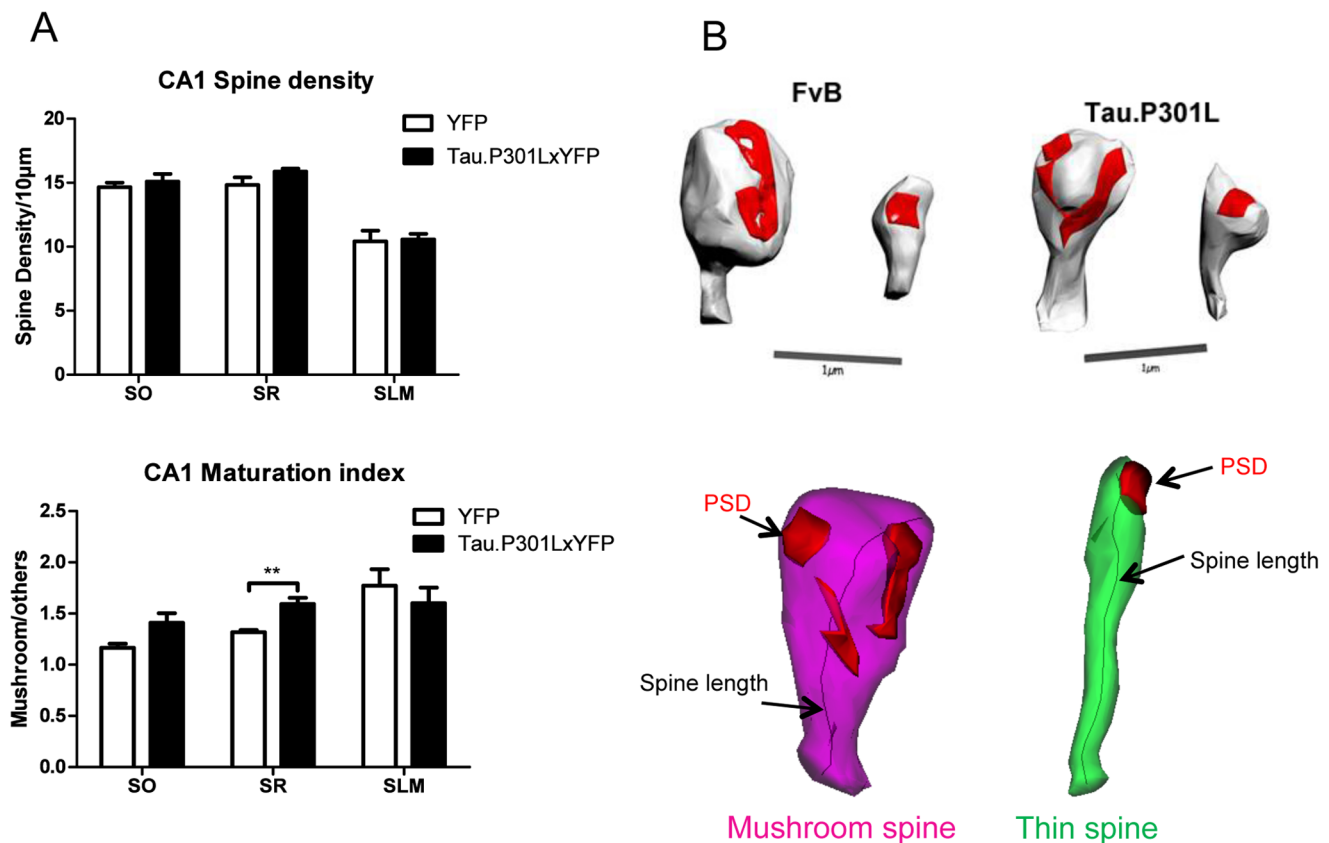 A
CA1 Spine density
YFP
Tau.P301LxYFP
Spine Density/10µm
20
15
10
5
0
SO SR SLM
CA1 Maturation index
YFP
Tau.P301LxYFP
Mushroom/others
2.5
2.0
1.5
1.0
0.5
0.0
**
SO SR SLM
B
FvB
Tau.P301L
1µm
1µm
PSD
Spine length
Mushroom spine
PSD
Spine length
Thin spine